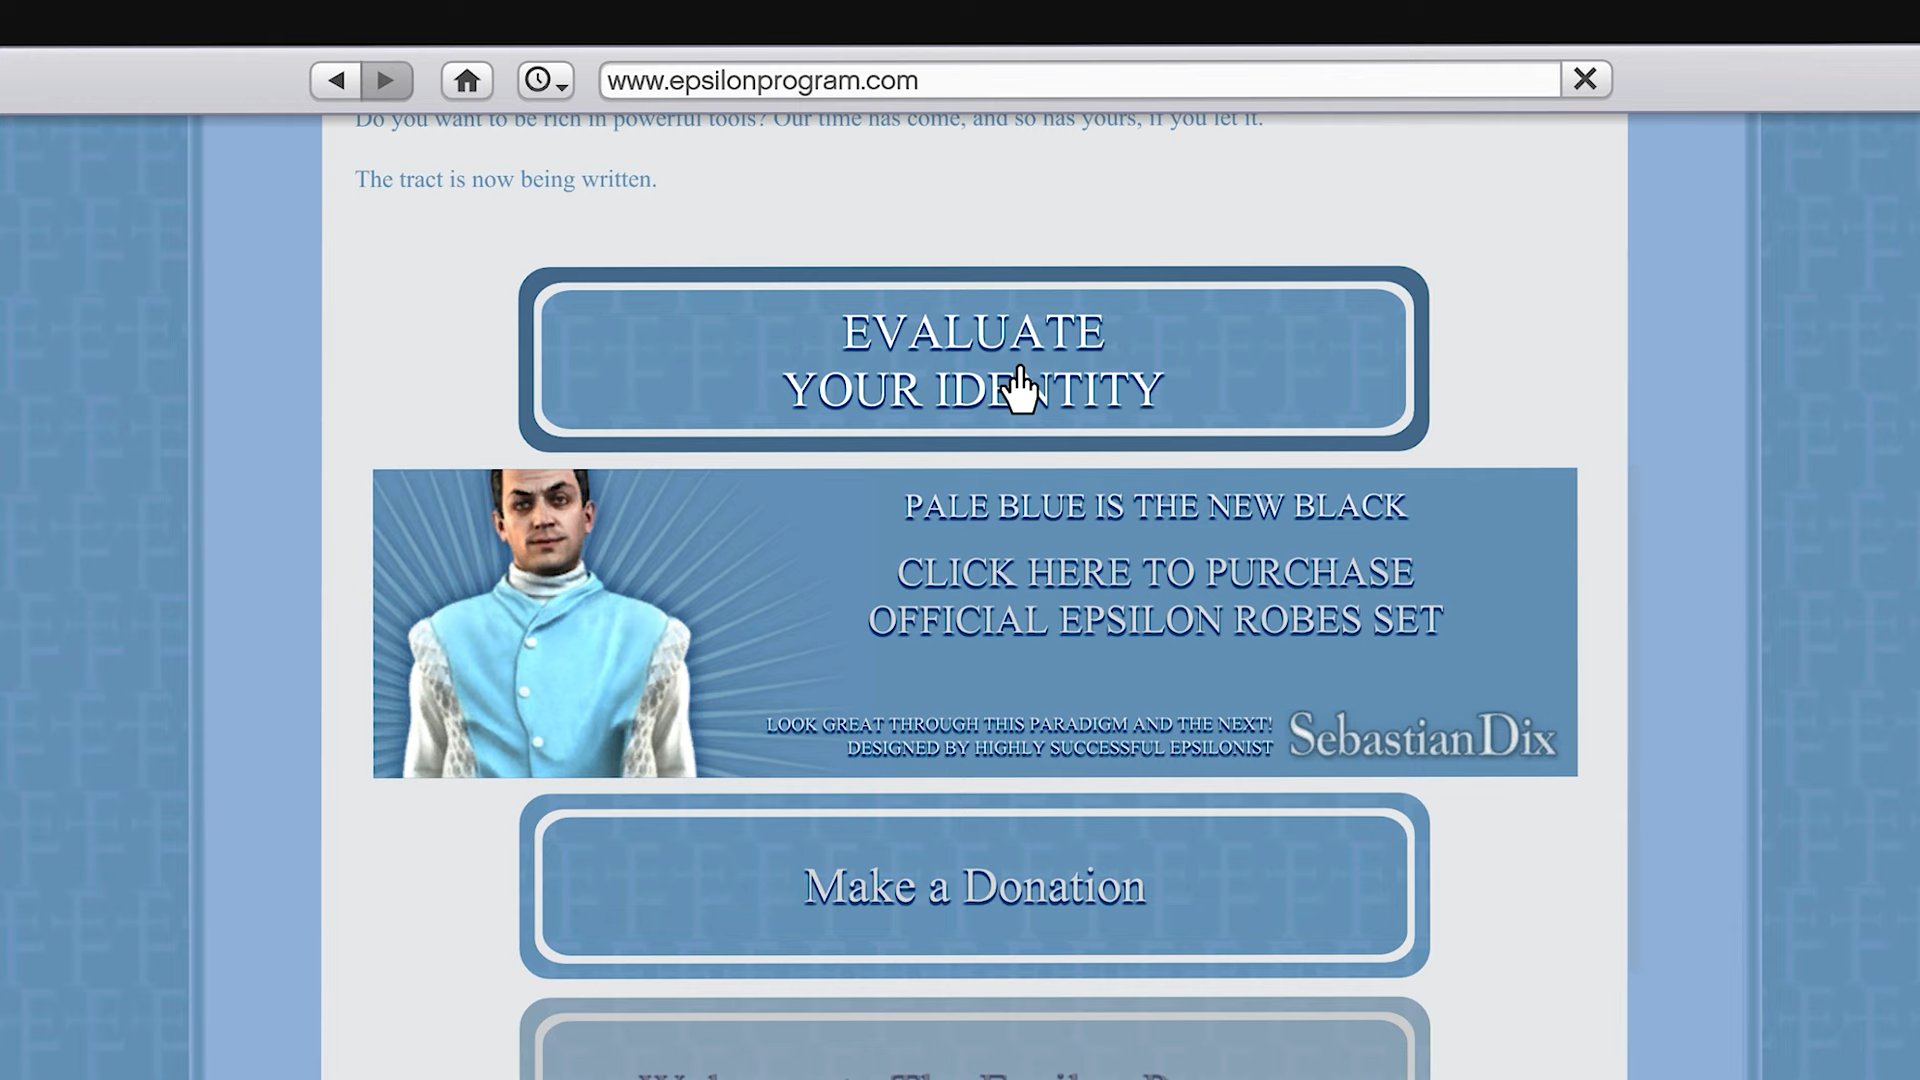 www.epsilonprogram.com
Do you want to be rich in powerful tools? Our time has come, and so has yours, if you let it.
The tract is now being written.
EVALUATE
YOUR IDENTITY
PALE BLUE IS THE NEW BLACK
CLICK HERE TO PURCHASE
OFFICIAL EPSILON ROBES SET
LOOK GREAT THROUGH THIS PARADIGM AND THE NEXT!
DESIGNED BY HIGHLY SUCCESSFUL EPSILONIST
SebastianDix
Make a Donation